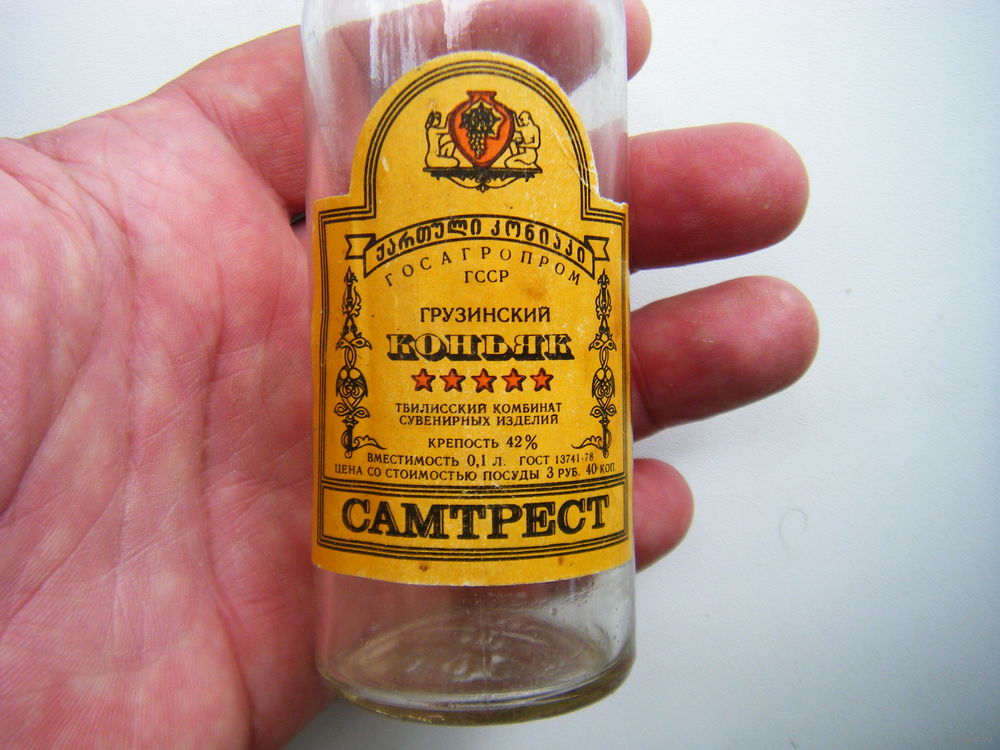 ქართული კონიაკი
ГОСАГРОПРОМ
ГССР
ГРУЗИНСКИЙ
КОНЬЯК
ТБИЛИССКИЙ КОМБИНАТ
СУВЕНИРНЫХ ИЗДЕЛИЙ
КРЕПОСТЬ 42%
ВМЕСТИМОСТЬ 0,1 л. ГОСТ 13741-78
ЦЕНА СО СТОИМОСТЬЮ ПОСУДЫ 3 РУБ. 40 КОП.
САМТРЕСТ